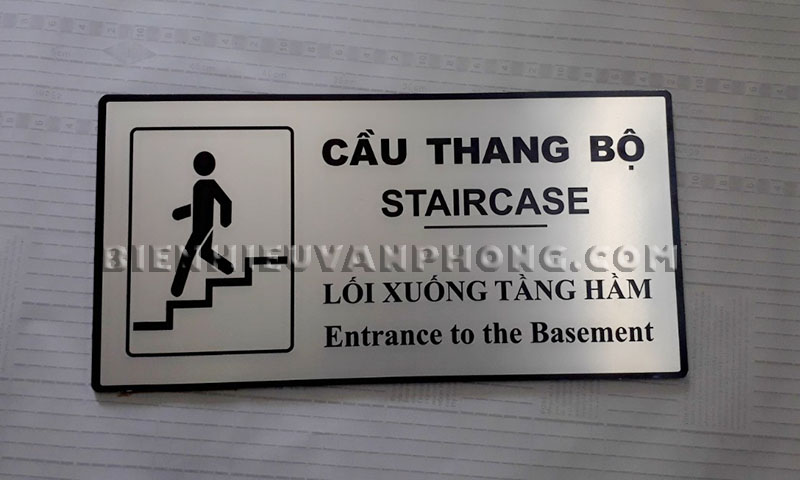 CẦU THANG BỘ
STAIRCASE
BIENHIEUVANPHONG.COM
LỐI XUỐNG TẦNG HẦM
Entrance to the Basement